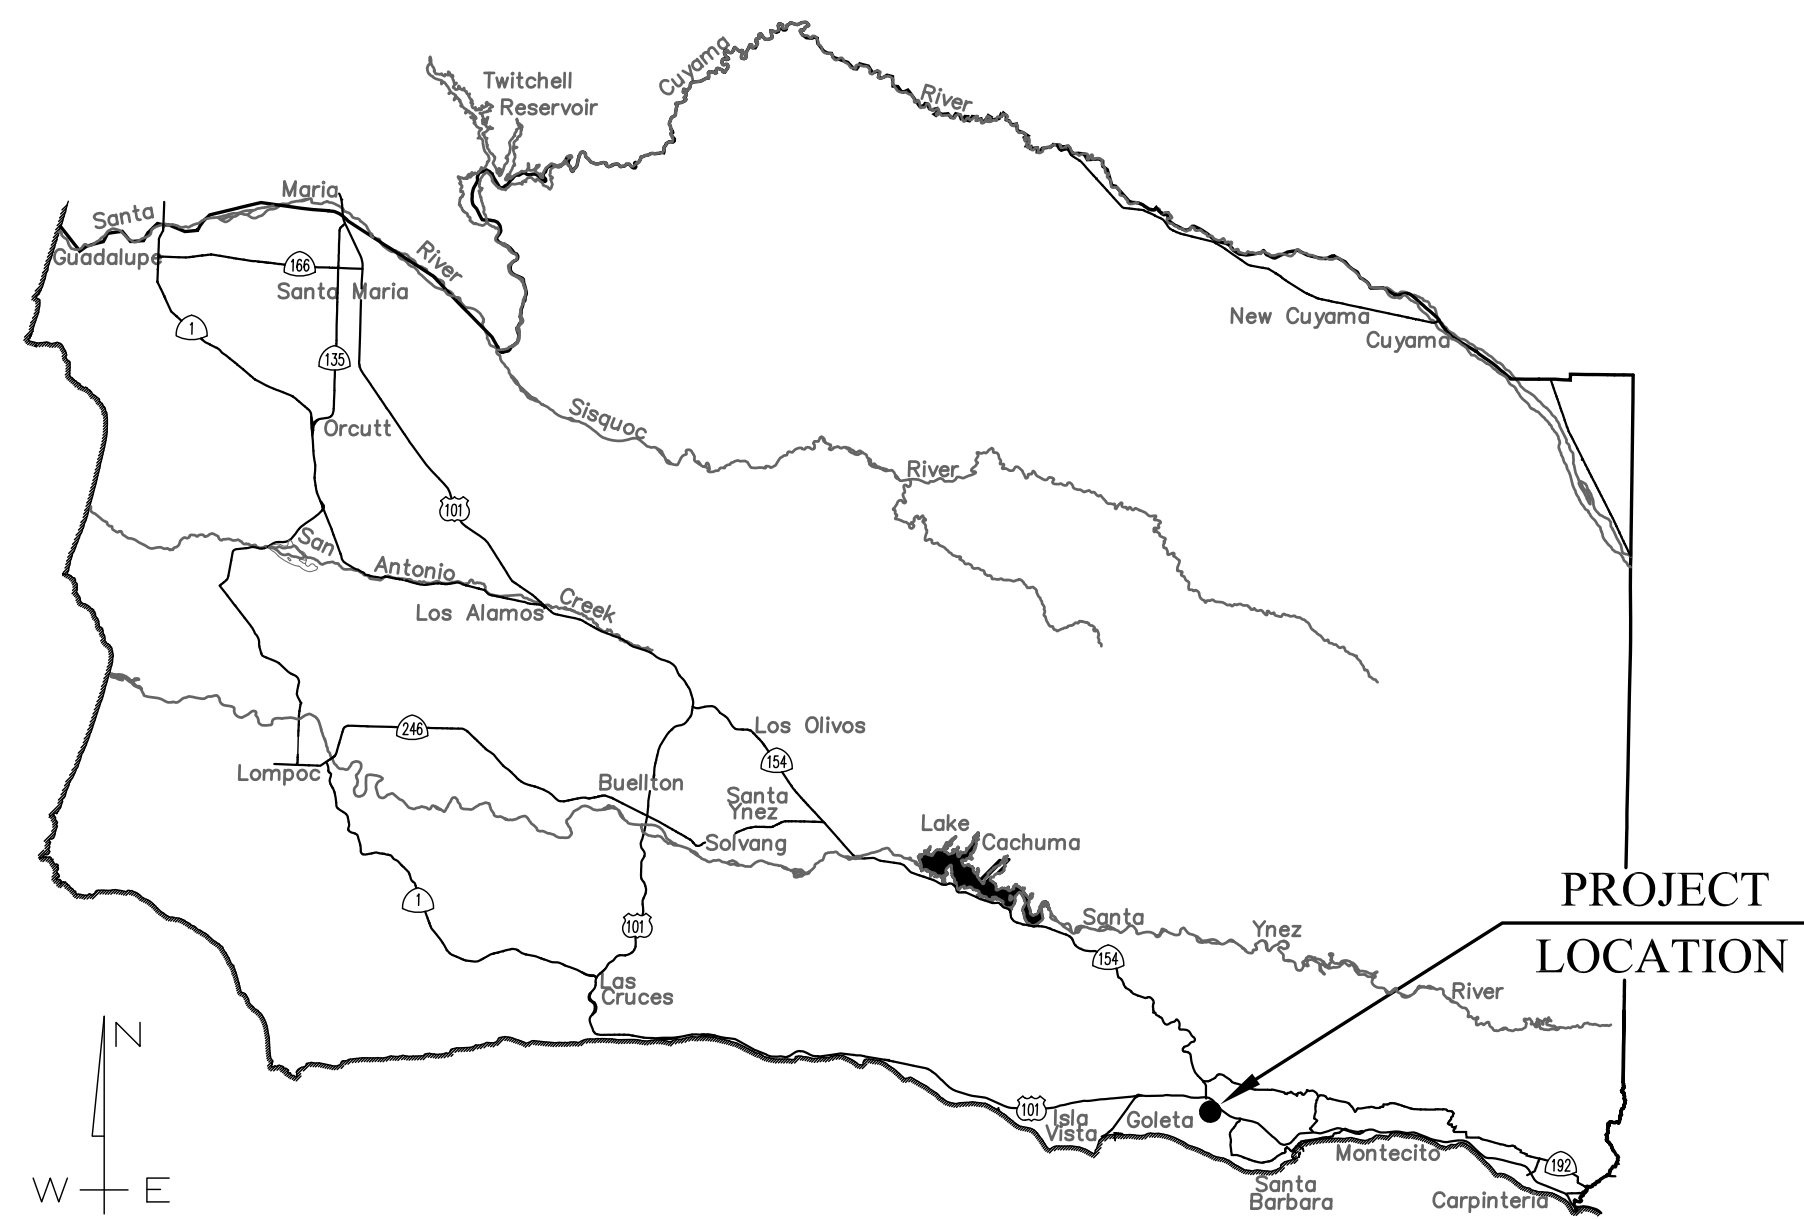 Twitchell
Reservoir
Cuyama
River
Santa
Maria
River
Guadalupe
166
Santa Maria
1
135
New Cuyama
Cuyama
Orcutt
Sisquoc
River
101
San
Antonio
Creek
Los Alamos
246
Los Olivos
154
Lompoc
Buellton
Santa
Ynez
Solvang
Lake
Cachuma
PROJECT
LOCATION
1
101
Santa
Ynez
River
154
Las
Cruces
N
W
E
101
Isla
Vista
Goleta
Montecito
192
Santa
Barbara
Carpinteria